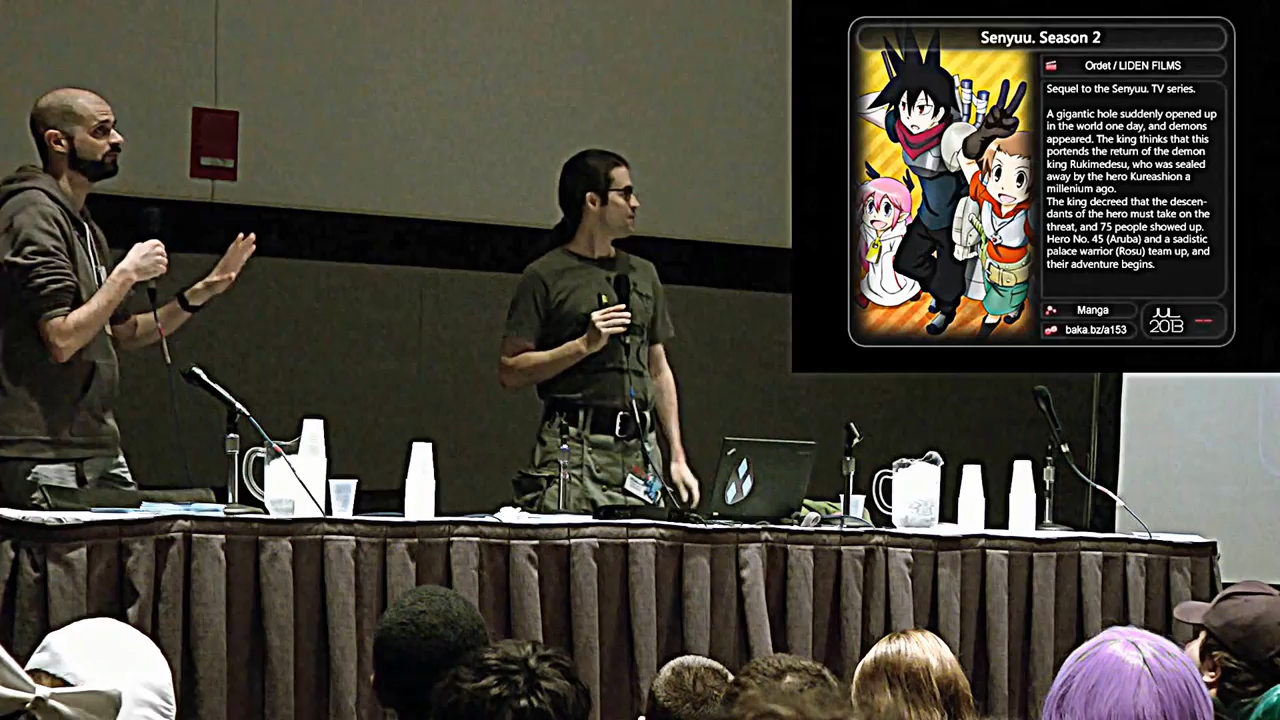 Senyuu. Season 2
Ordet / LIDEN FILMS
Sequel to the Senyuu. TV series.
A gigantic hole suddenly opened up
in the world one day, and demons
appeared. The king thinks that this
portends the return of the demon
king Rukimedesu, who was sealed
away by the hero Kureashion a
millenium ago.
The king decreed that the descen-
dants of the hero must take on the
threat, and 75 people showed up.
Hero No. 45 (Aruba) and a sadistic
palace warrior (Rosu) team up, and
their adventure begins.
Manga
baka.bz/a153
JUL
2013